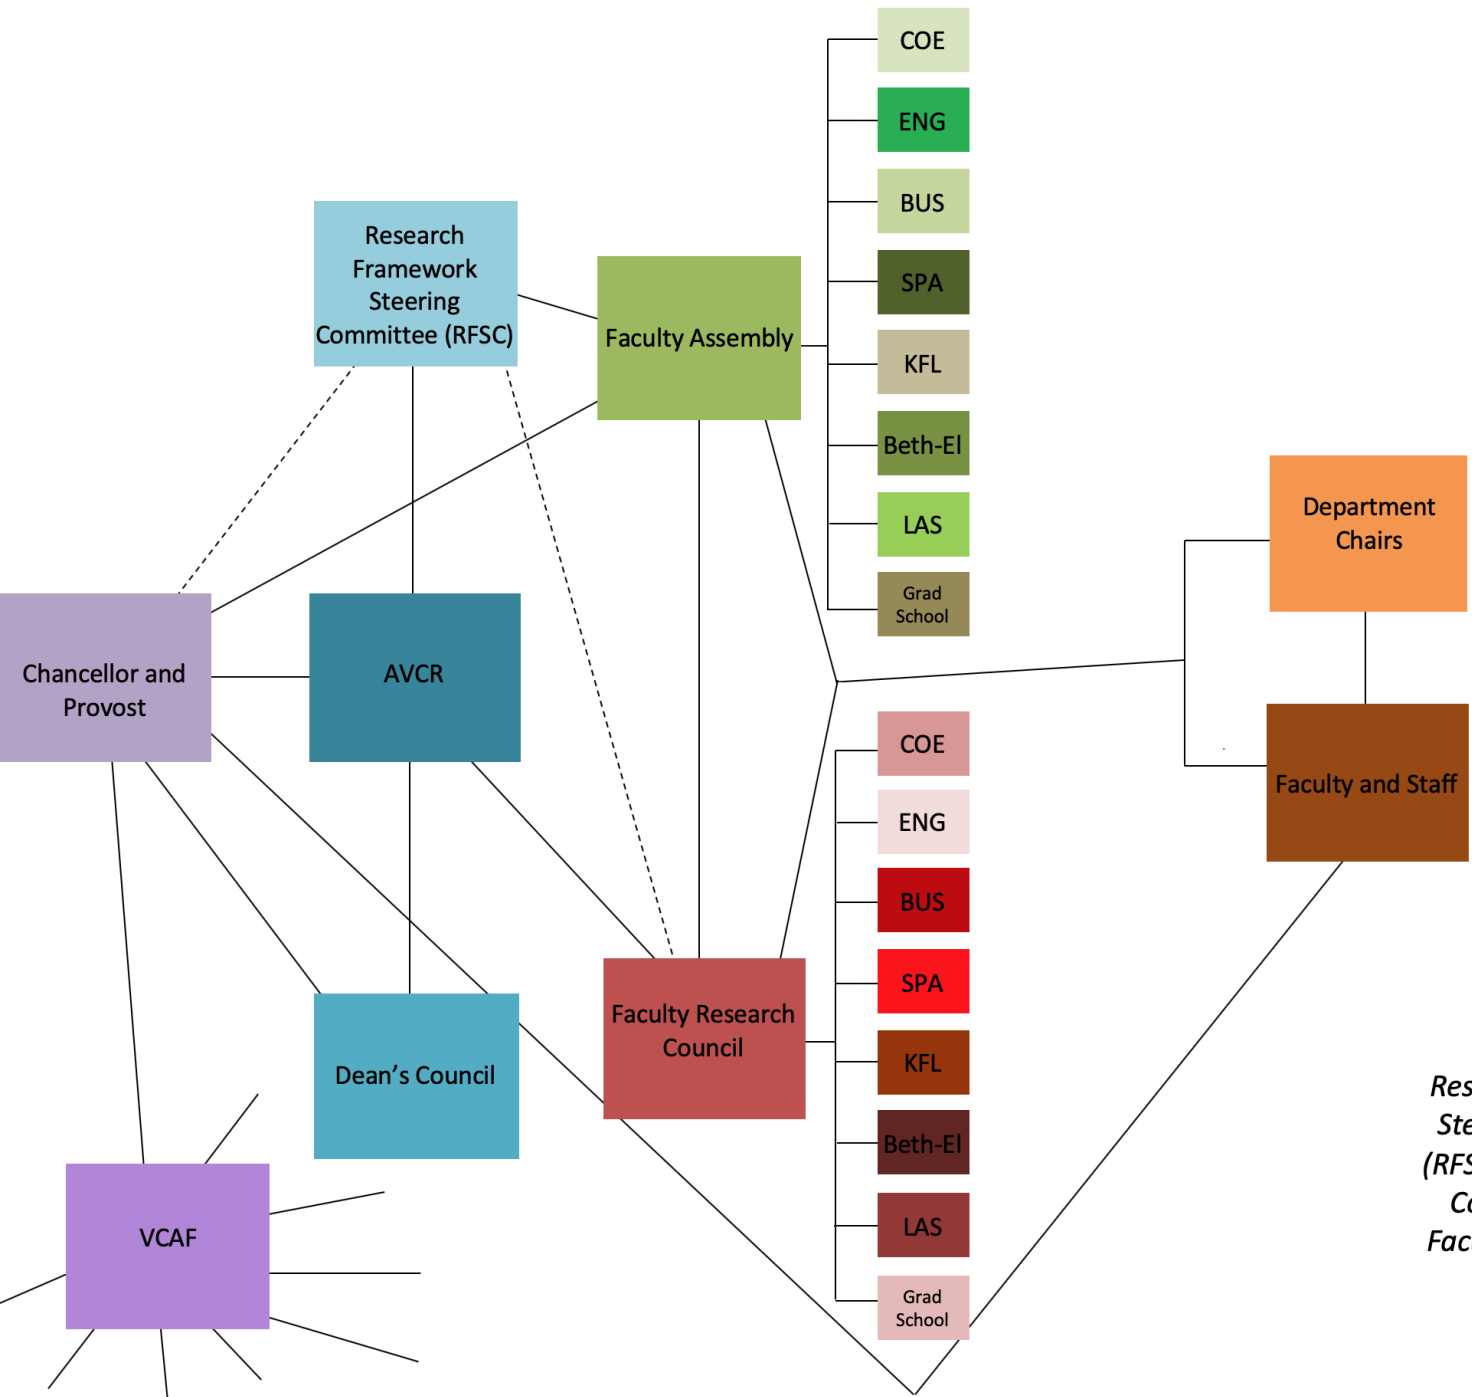 COE
ENG
BUS
SPA
KFL
Beth-El
LAS
Grad
School
Research
Framework
Steering
Committee (RFSC)
Faculty Assembly
Department
Chairs
Chancellor and
Provost
AVCR
Faculty and Staff
COE
ENG
BUS
SPA
KFL
Beth-El
LAS
Grad
School
Faculty Research
Council
Dean’s Council
VCAF